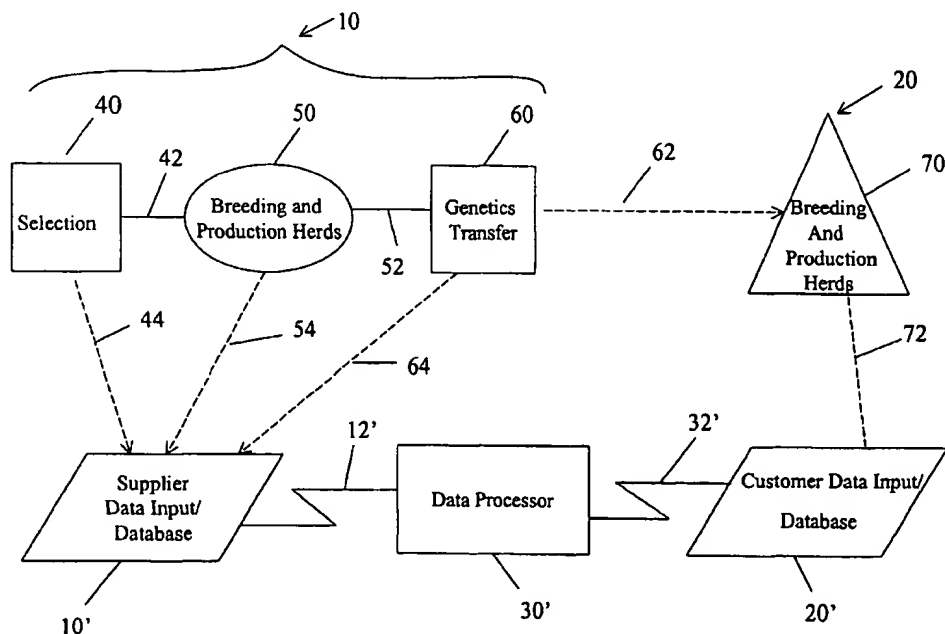 10
20
40
50
60
42
62
70
Selection
Breeding and
Production Herds
Genetics
Transfer
Breeding
And
Production
Herds
52
44
54
64
72
12'
32'
Supplier
Data Input/
Database
Data Processor
Customer Data Input/
Database
10'
30'
20'